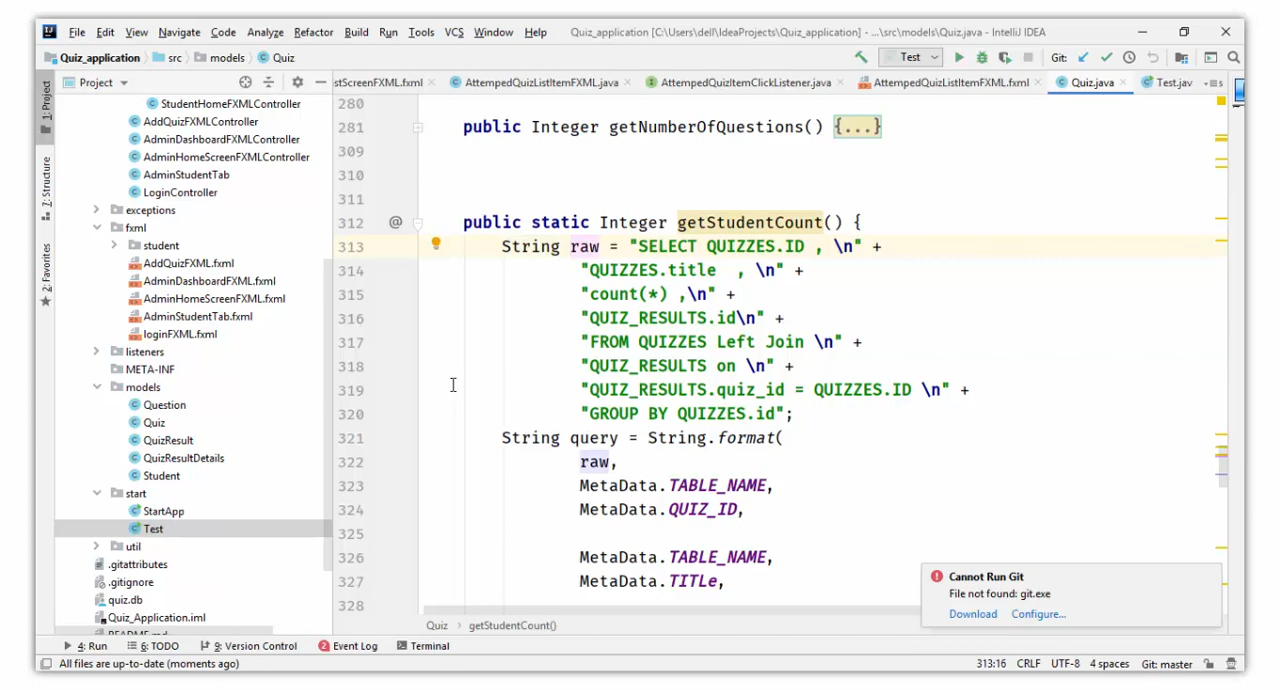 File Edit View Navigate Code Analyze Refactor Build Run Tools VCS Window Help Quiz_application [C:\Users\dell\IdeaProjects\Quiz_application] - ...\src\models\Quiz.java - IntelliJ IDEA
Quiz_application src models Quiz Test Git:
Project stScreenFXML.fxml AttempedQuizListItemFXML.java AttempedQuizItemClickListener.java AttempedQuizListItemFXML.fxml Quiz.java Test.jav
1: Project
7: Structure
2: Favorites
StudentHomeFXMLController
AddQuizFXMLController
AdminDashboardFXMLController
AdminHomeScreenFXMLController
AdminStudentTab
LoginController
exceptions
fxml
student
AddQuizFXML.fxml
AdminDashboardFXML.fxml
AdminHomeScreenFXML.fxml
AdminStudentTab.fxml
loginFXML.fxml
listeners
META-INF
models
Question
Quiz
QuizResult
QuizResultDetails
Student
start
StartApp
Test
util
.gitattributes
.gitignore
quiz.db
Quiz_Application.iml
280
281 public Integer getNumberOfQuestions() {...}
309
310
311
312 @ public static Integer getStudentCount() {
313 String raw = "SELECT QUIZZES.ID , \n" +
314 "QUIZZES.title  , \n" +
315 "count(*) ,\n" +
316 "QUIZ_RESULTS.id\n" +
317 "FROM QUIZZES Left Join \n" +
318 "QUIZ_RESULTS on \n" +
319 "QUIZ_RESULTS.quiz_id = QUIZZES.ID \n" +
320 "GROUP BY QUIZZES.id";
321 String query = String.format(
322 raw,
323 MetaData.TABLE_NAME,
324 MetaData.QUIZ_ID,
325
326 MetaData.TABLE_NAME,
327 MetaData.TITLe,
328
Cannot Run Git
File not found: git.exe
Download Configure...
Quiz getStudentCount()
4: Run 6: TODO 9: Version Control 2 Event Log Terminal
All files are up-to-date (moments ago) 313:16 CRLF UTF-8 4 spaces Git: master